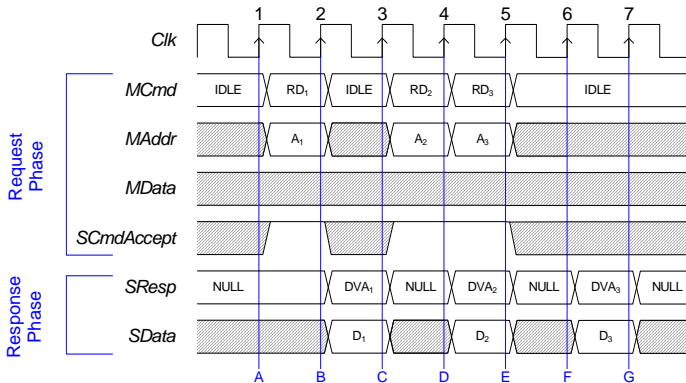 1 2 3 4 5 6 7
Clk
Request Phase
MCmd IDLE RD₁ IDLE RD₂ RD₃ IDLE
MAddr A₁ A₂ A₃
MData
SCmdAccept
Response Phase
SResp NULL DVA₁ NULL DVA₂ NULL DVA₃ NULL
SData D₁ D₂ D₃
A B C D E F G